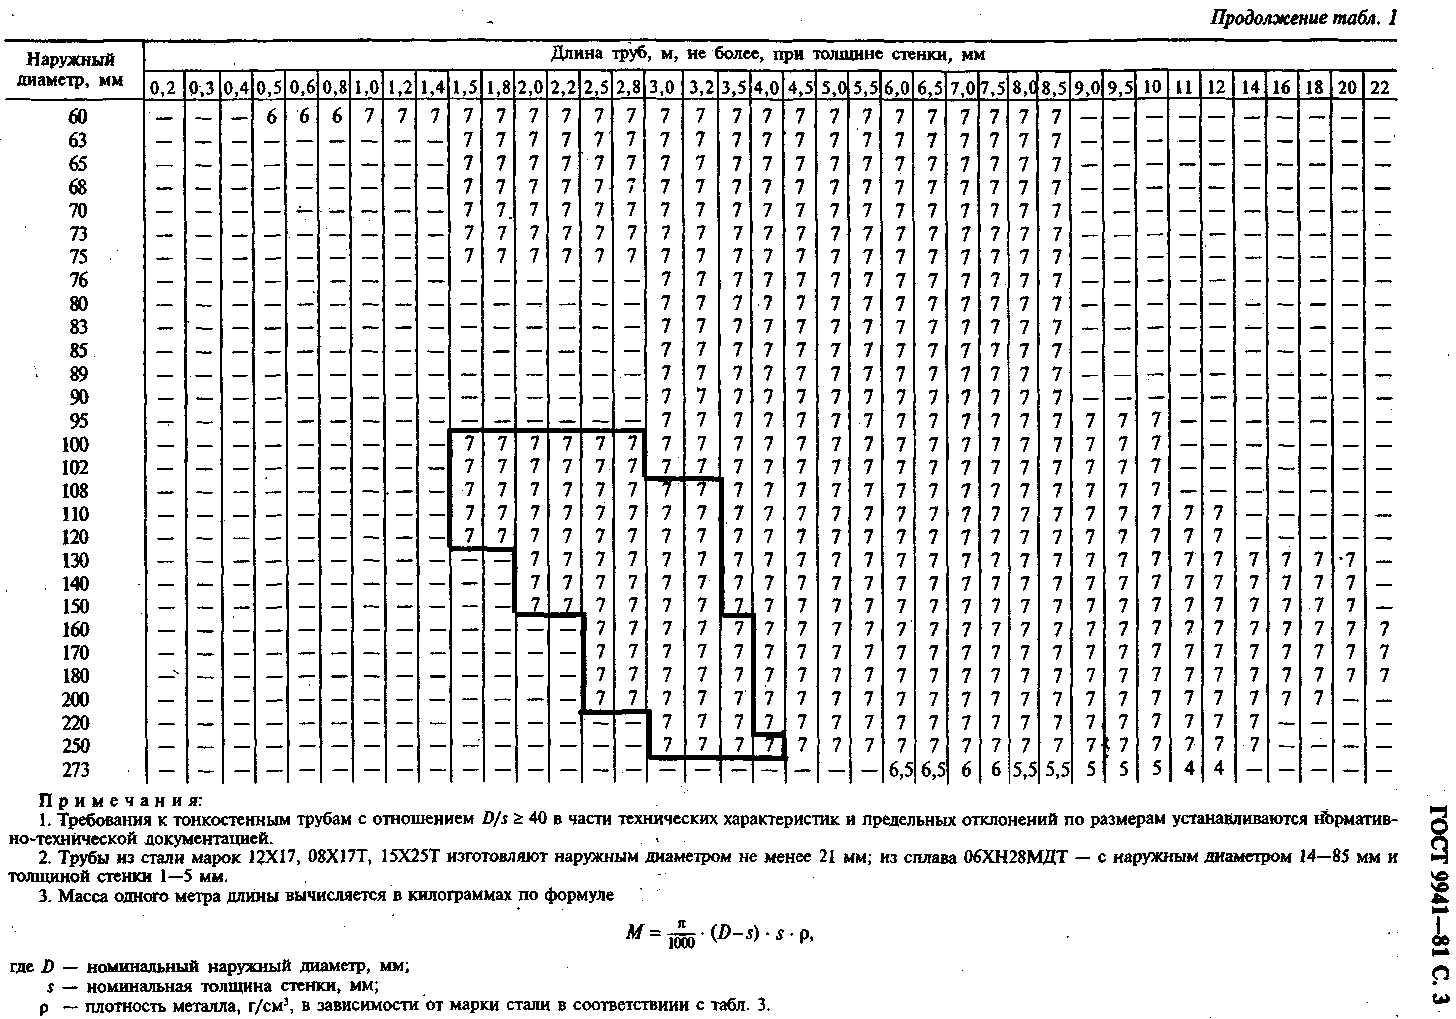 Продолжение табл. 1
Наружный диаметр, мм
Длина труб, м, не более, при толщине стенки, мм
0,2 0,3 0,4 0,5 0,6 0,8 1,0 1,2 1,4 1,5 1,8 2,0 2,2 2,5 2,8 3,0 3,2 3,5 4,0 4,5 5,0 5,5 6,0 6,5 7,0 7,5 8,0 8,5 9,0 9,5 10 11 12 14 16 18 20 22
60 — — — 6 6 6 7 7 7 7 7 7 7 7 7 7 7 7 7 7 7 7 7 7 7 7 7 7 — — — — — — — — — —
63 — — — — — — — — — 7 7 7 7 7 7 7 7 7 7 7 7 7 7 7 7 7 7 7 — — — — — — — — — —
65 — — — — — — — — — 7 7 7 7 7 7 7 7 7 7 7 7 7 7 7 7 7 7 7 — — — — — — — — — —
68 — — — — — — — — — 7 7 7 7 7 7 7 7 7 7 7 7 7 7 7 7 7 7 7 — — — — — — — — — —
70 — — — — — — — — — 7 7 7 7 7 7 7 7 7 7 7 7 7 7 7 7 7 7 7 — — — — — — — — — —
73 — — — — — — — — — 7 7 7 7 7 7 7 7 7 7 7 7 7 7 7 7 7 7 7 — — — — — — — — — —
75 — — — — — — — — — 7 7 7 7 7 7 7 7 7 7 7 7 7 7 7 7 7 7 7 — — — — — — — — — —
76 — — — — — — — — — — — — — — — 7 7 7 7 7 7 7 7 7 7 7 7 7 — — — — — — — — — —
80 — — — — — — — — — — — — — — — 7 7 7 7 7 7 7 7 7 7 7 7 7 — — — — — — — — — —
83 — — — — — — — — — — — — — — — 7 7 7 7 7 7 7 7 7 7 7 7 7 — — — — — — — — — —
85 — — — — — — — — — — — — — — — 7 7 7 7 7 7 7 7 7 7 7 7 7 — — — — — — — — — —
89 — — — — — — — — — — — — — — — 7 7 7 7 7 7 7 7 7 7 7 7 7 — — — — — — — — — —
90 — — — — — — — — — — — — — — — 7 7 7 7 7 7 7 7 7 7 7 7 7 — — — — — — — — — —
95 — — — — — — — — — — — — — — — 7 7 7 7 7 7 7 7 7 7 7 7 7 7 7 7 — — — — — — —
100 — — — — — — — — — 7 7 7 7 7 7 7 7 7 7 7 7 7 7 7 7 7 7 7 7 7 7 — — — — — — —
102 — — — — — — — — — 7 7 7 7 7 7 7 7 7 7 7 7 7 7 7 7 7 7 7 7 7 7 — — — — — — —
108 — — — — — — — — — 7 7 7 7 7 7 7 7 7 7 7 7 7 7 7 7 7 7 7 7 7 7 — — — — — — —
110 — — — — — — — — — 7 7 7 7 7 7 7 7 7 7 7 7 7 7 7 7 7 7 7 7 7 7 7 7 — — — — —
120 — — — — — — — — — 7 7 7 7 7 7 7 7 7 7 7 7 7 7 7 7 7 7 7 7 7 7 7 7 — — — — —
130 — — — — — — — — — — — 7 7 7 7 7 7 7 7 7 7 7 7 7 7 7 7 7 7 7 7 7 7 7 7 7 7 —
140 — — — — — — — — — — — 7 7 7 7 7 7 7 7 7 7 7 7 7 7 7 7 7 7 7 7 7 7 7 7 7 7 —
150 — — — — — — — — — — — 7 7 7 7 7 7 7 7 7 7 7 7 7 7 7 7 7 7 7 7 7 7 7 7 7 7 —
160 — — — — — — — — — — — — — 7 7 7 7 7 7 7 7 7 7 7 7 7 7 7 7 7 7 7 7 7 7 7 7 7
170 — — — — — — — — — — — — — 7 7 7 7 7 7 7 7 7 7 7 7 7 7 7 7 7 7 7 7 7 7 7 7 7
180 — — — — — — — — — — — — — 7 7 7 7 7 7 7 7 7 7 7 7 7 7 7 7 7 7 7 7 7 7 7 7 7
200 — — — — — — — — — — — — — 7 7 7 7 7 7 7 7 7 7 7 7 7 7 7 7 7 7 7 7 7 7 7 — —
220 — — — — — — — — — — — — — — — 7 7 7 7 7 7 7 7 7 7 7 7 7 7 7 7 7 7 7 — — — —
250 — — — — — — — — — — — — — — — 7 7 7 7 7 7 7 7 7 7 7 7 7 7 7 7 7 7 7 — — — —
273 — — — — — — — — — — — — — — — — — — — — — — 6,5 6,5 6 6 5,5 5,5 5 5 5 4 4 — — — — —
Примечания:
1. Требования к тонкостенным трубам с отношением D/s ≥ 40 в части технических характеристик и предельных отклонений по размерам устанавливаются норматив-
но-технической документацией.
2. Трубы из стали марок 12Х17, 08Х17Т, 15Х25Т изготовляют наружным диаметром не менее 21 мм; из сплава 06ХН28МДТ — с наружным диаметром 14—85 мм и
толщиной стенки 1—5 мм.
3. Масса одного метра длины вычисляется в килограммах по формуле
M = π/1000 · (D–s) · s · ρ,
где D — номинальный наружный диаметр, мм;
s — номинальная толщина стенки, мм;
ρ — плотность металла, г/см³, в зависимости от марки стали в соответствиии с табл. 3.
ГОСТ 9941—81 С. 3